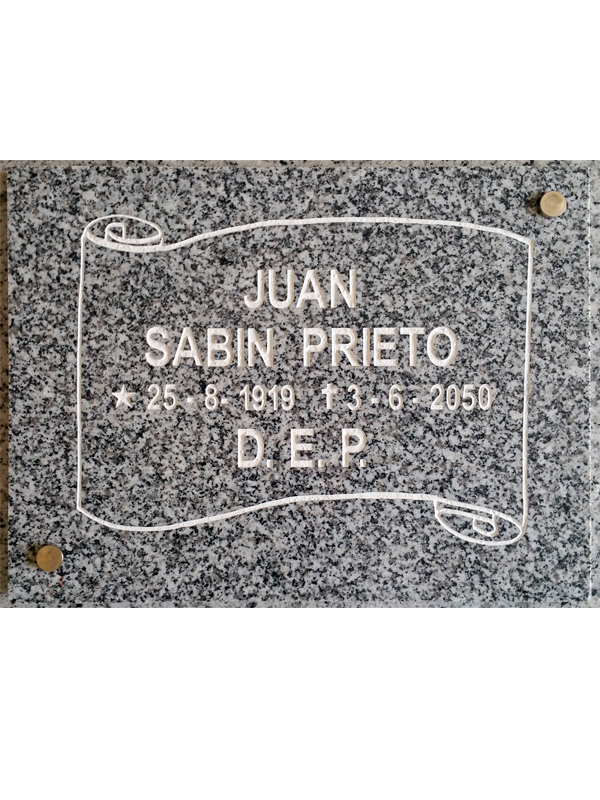 JUAN
SABIN PRIETO
★ 25 - 8 - 1919 ✝ 3 - 6 - 2050
D. E. P.